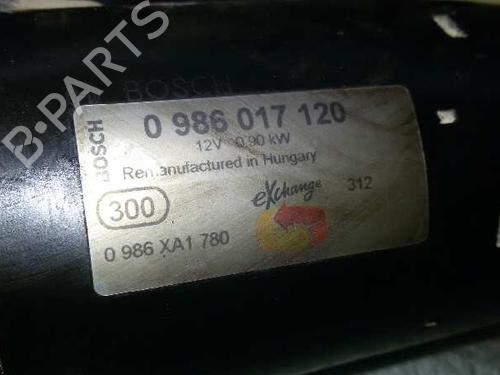 BOSCH
BOSCH
0 986 017 120
12V 0,90 kW
Remanufactured in Hungary
300
eXchange
312
0 986 XA1 780